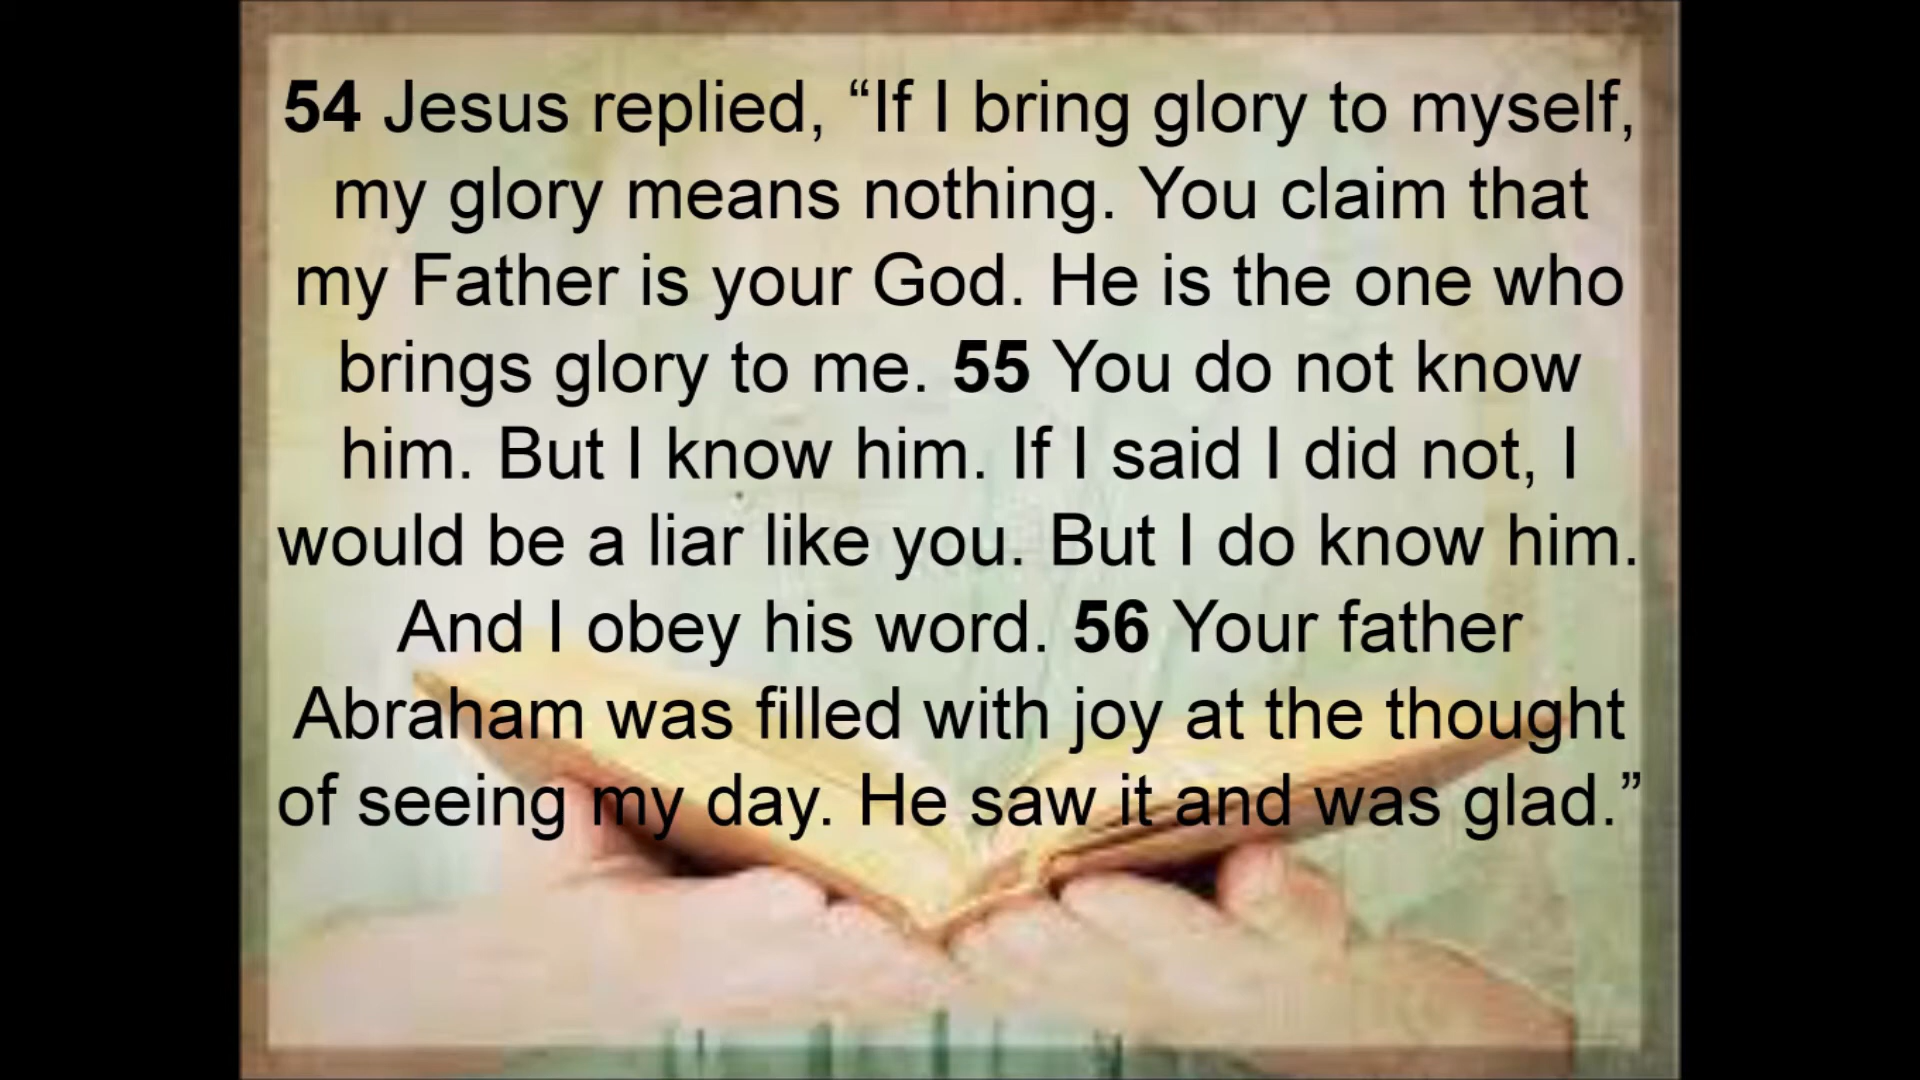 54 Jesus replied, “If I bring glory to myself,
my glory means nothing. You claim that
my Father is your God. He is the one who
brings glory to me. 55 You do not know
him. But I know him. If I said I did not, I
would be a liar like you. But I do know him.
And I obey his word. 56 Your father
Abraham was filled with joy at the thought
of seeing my day. He saw it and was glad.”